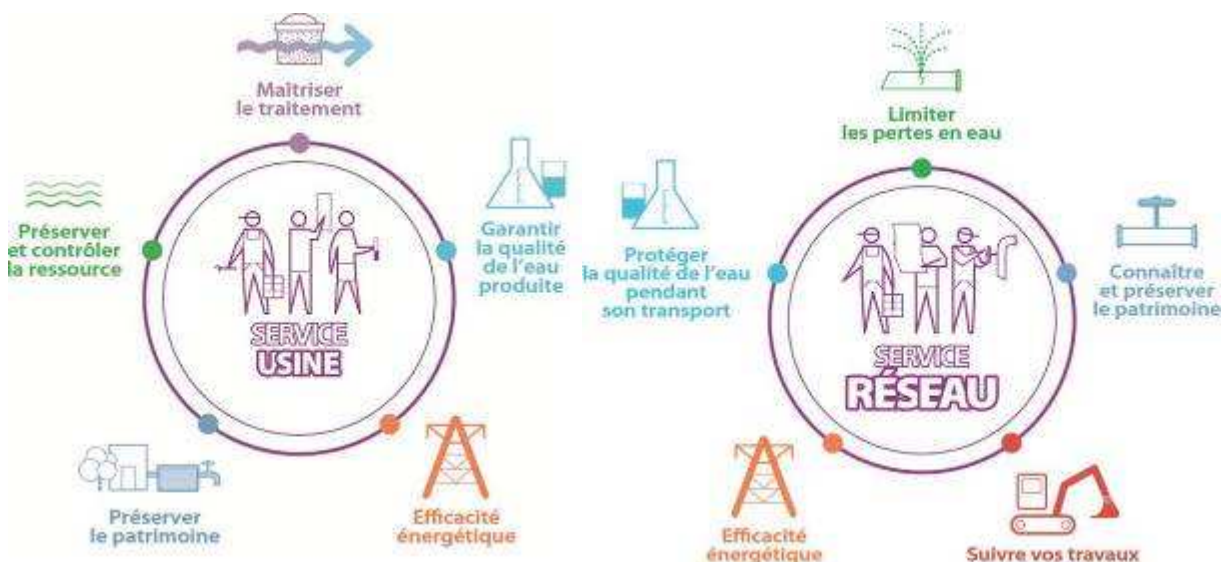 Maîtriser
le traitement
Préserver
et contrôler
la ressource
Garantir
la qualité
de l'eau
produite
SERVICE
USINE
Préserver
le patrimoine
Efficacité
énergétique
Limiter
les pertes en eau
Protéger
la qualité de l'eau
pendant
son transport
Connaître
et préserver
le patrimoine
SERVICE
RÉSEAU
Efficacité
énergétique
Suivre vos travaux